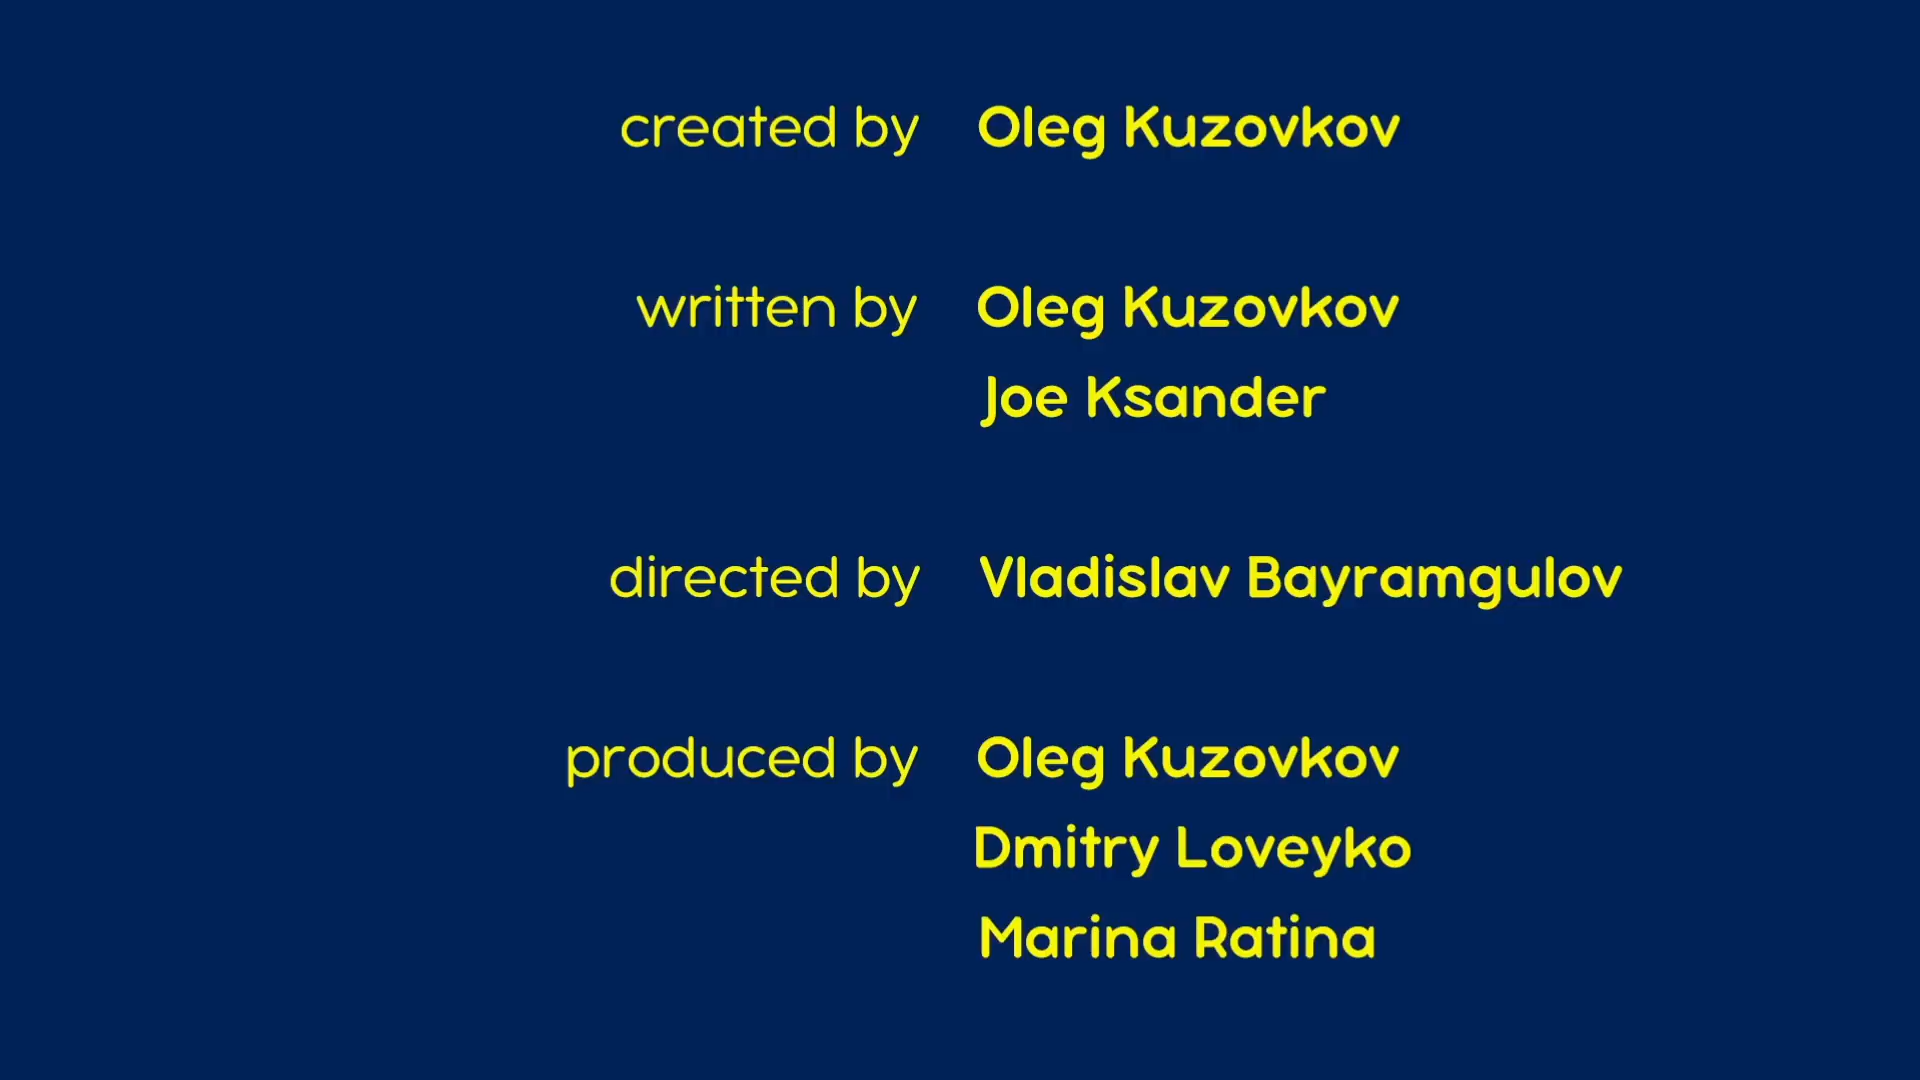 created by Oleg Kuzovkov
written by Oleg Kuzovkov
Joe Ksander
directed by Vladislav Bayramgulov
produced by Oleg Kuzovkov
Dmitry Loveyko
Marina Ratina